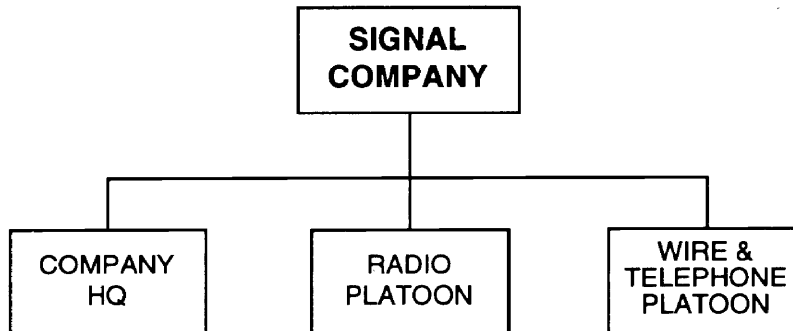 SIGNAL
COMPANY
COMPANY
HQ
RADIO
PLATOON
WIRE &
TELEPHONE
PLATOON